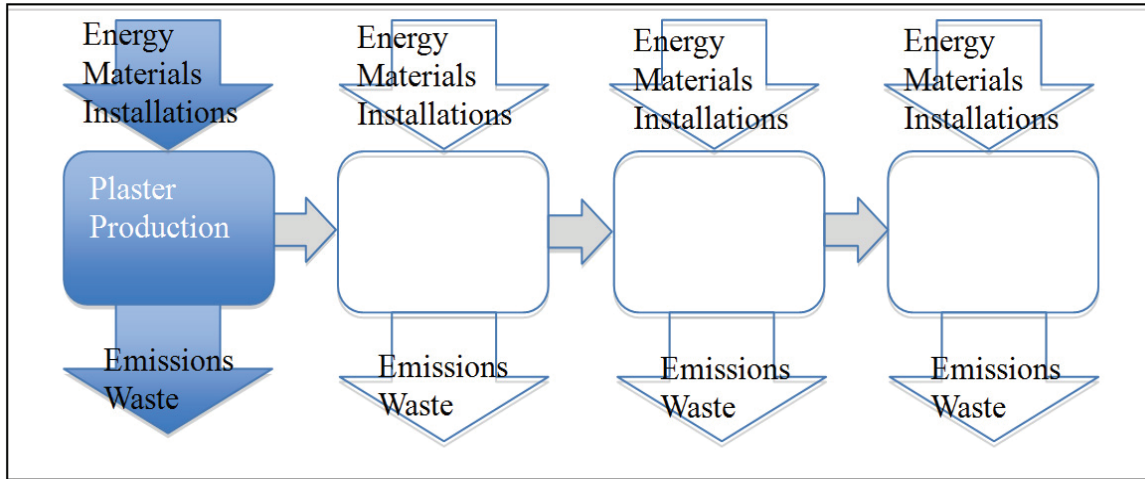 Energy
Materials
Installations
Energy
Materials
Installations
Energy
Materials
Installations
Energy
Materials
Installations
Plaster
Production
Emissions
Waste
Emissions
Waste
Emissions
Waste
Emissions
Waste